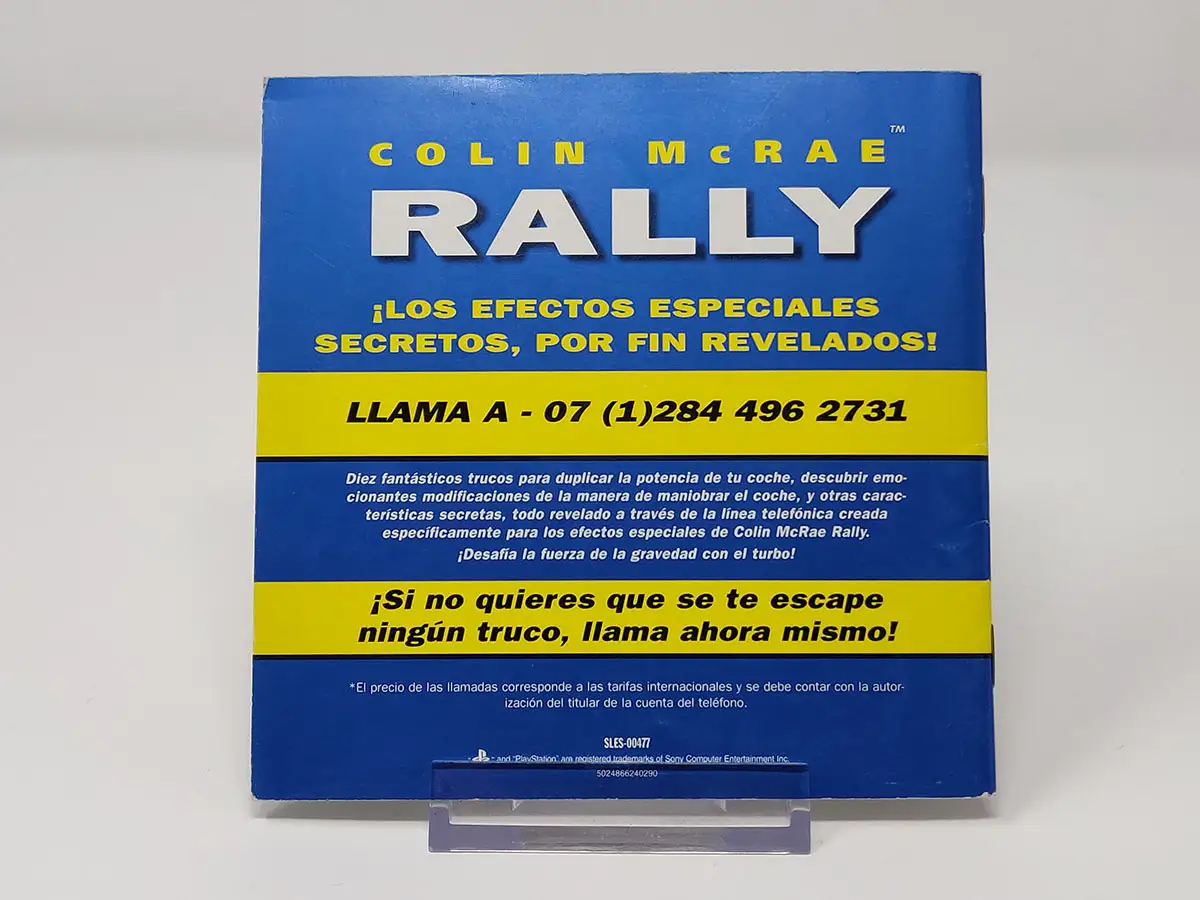 COLIN McRAE™
RALLY
¡LOS EFECTOS ESPECIALES
SECRETOS, POR FIN REVELADOS!
LLAMA A - 07 (1)284 496 2731
Diez fantásticos trucos para duplicar la potencia de tu coche, descubrir emo-
cionantes modificaciones de la manera de maniobrar el coche, y otras carac-
terísticas secretas, todo revelado a través de la línea telefónica creada
específicamente para los efectos especiales de Colin McRae Rally.
¡Desafía la fuerza de la gravedad con el turbo!
¡Si no quieres que se te escape
ningún truco, llama ahora mismo!
*El precio de las llamadas corresponde a las tarifas internacionales y se debe contar con la autor-
ización del titular de la cuenta del teléfono.
SLES-00477
" and "PlayStation" are registered trademarks of Sony Computer Entertainment Inc.
5024866240290